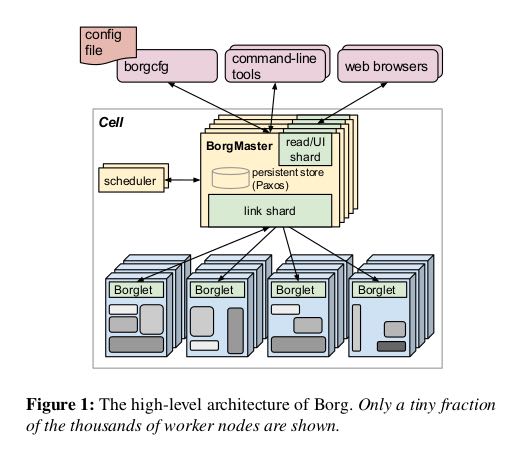 config
file
borgcfg
command-line
tools
web browsers
Cell
BorgMaster
read/UI
shard
persistent store
(Paxos)
scheduler
link shard
Borglet
Borglet
Borglet
Borglet
Figure 1: The high-level architecture of Borg. Only a tiny fraction
of the thousands of worker nodes are shown.